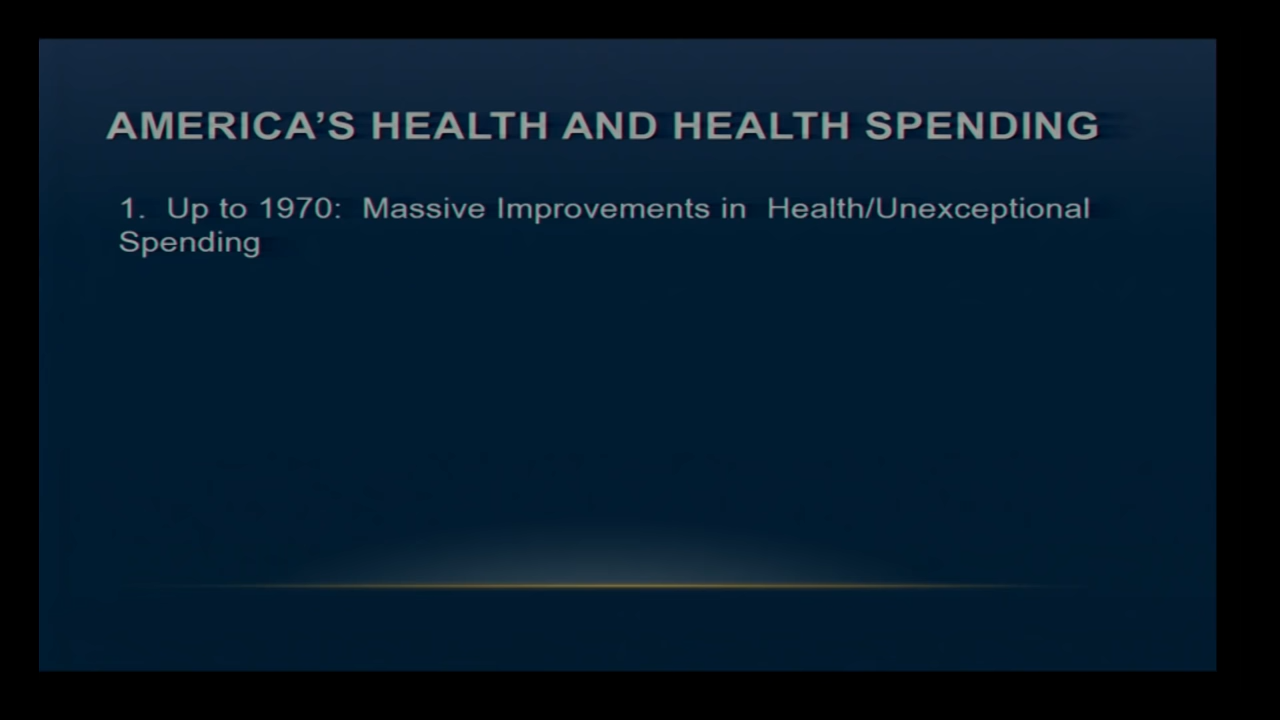 AMERICA’S HEALTH AND HEALTH SPENDING
1. Up to 1970: Massive Improvements in Health/Unexceptional
Spending